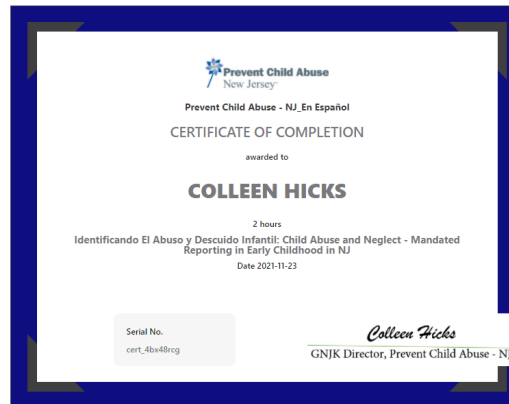 Prevent Child Abuse
New Jersey™
Prevent Child Abuse - NJ_En Español
CERTIFICATE OF COMPLETION
awarded to
COLLEEN HICKS
2 hours
Identificando El Abuso y Descuido Infantil: Child Abuse and Neglect - Mandated
Reporting in Early Childhood in NJ
Date 2021-11-23
Serial No.
cert_4bx48rcg
Colleen Hicks
GNJK Director, Prevent Child Abuse - NJ